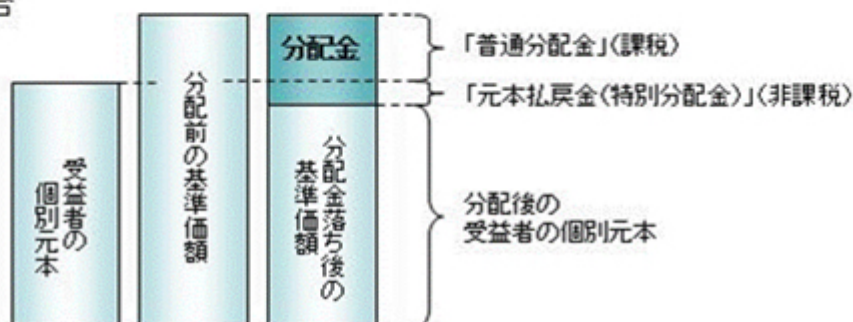 分配金
「普通分配金」(課税)
「元本払戻金(特別分配金)」(非課税)
受益者の
個別元本
分配前の基準価額
分配金落ち後の
基準価額
分配後の
受益者の個別元本